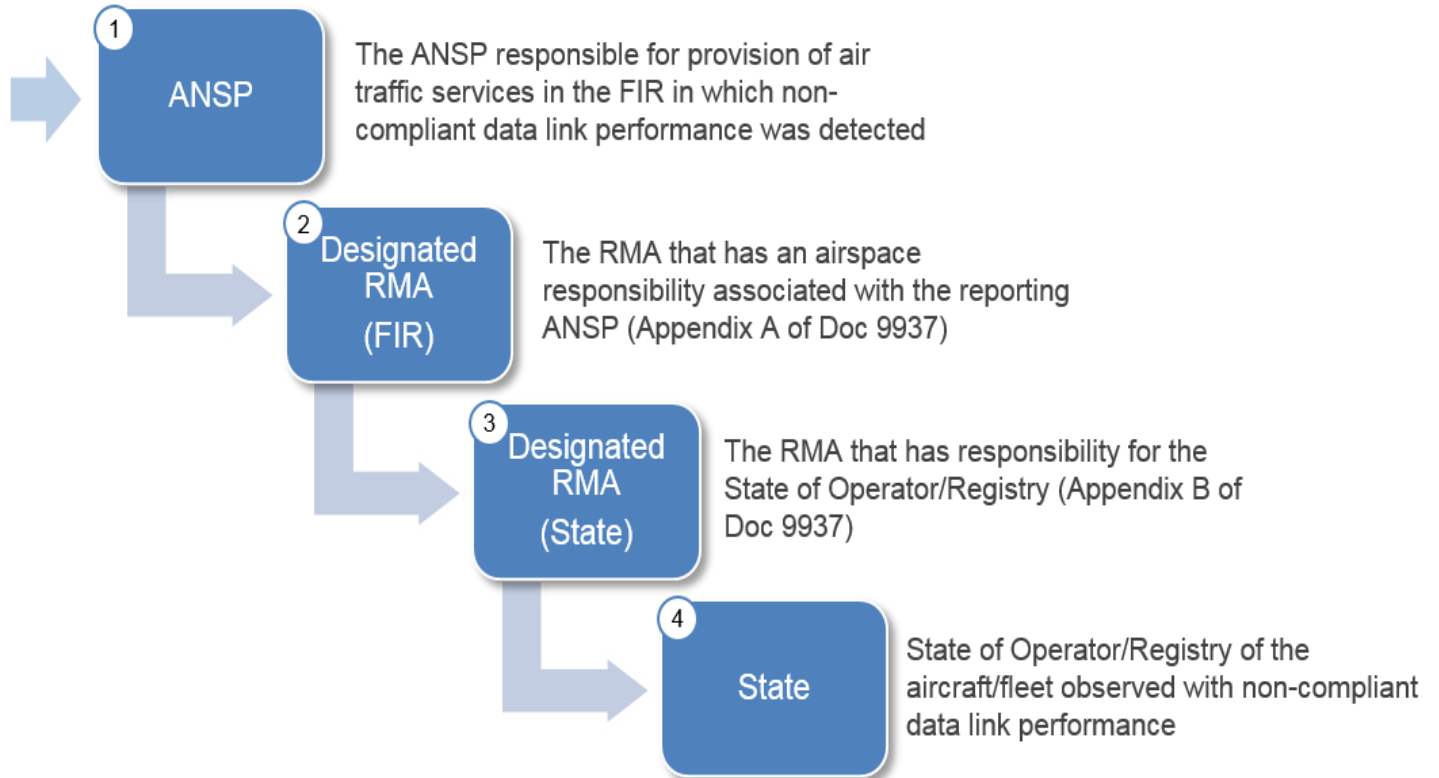 1
ANSP
The ANSP responsible for provision of air
traffic services in the FIR in which non-
compliant data link performance was detected
2
Designated
RMA
(FIR)
The RMA that has an airspace
responsibility associated with the reporting
ANSP (Appendix A of Doc 9937)
3
Designated
RMA
(State)
The RMA that has responsibility for the
State of Operator/Registry (Appendix B of
Doc 9937)
4
State
State of Operator/Registry of the
aircraft/fleet observed with non-compliant
data link performance